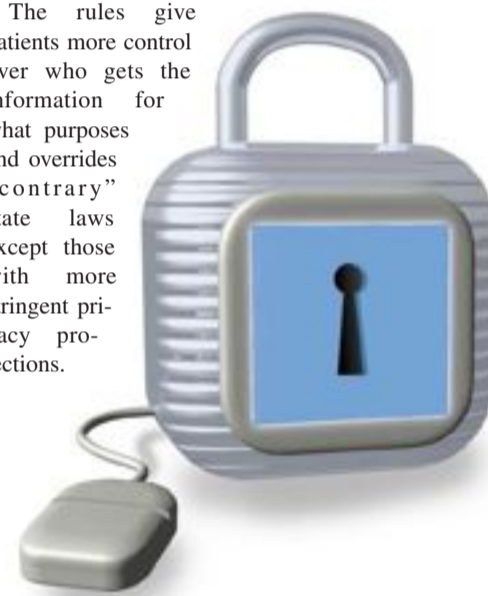 The rules give
atients more control
ver who gets the
nformation for
hat purposes
nd overrides
contrary”
tate laws
xcept those
ith more
tringent pri-
acy pro-
ections.